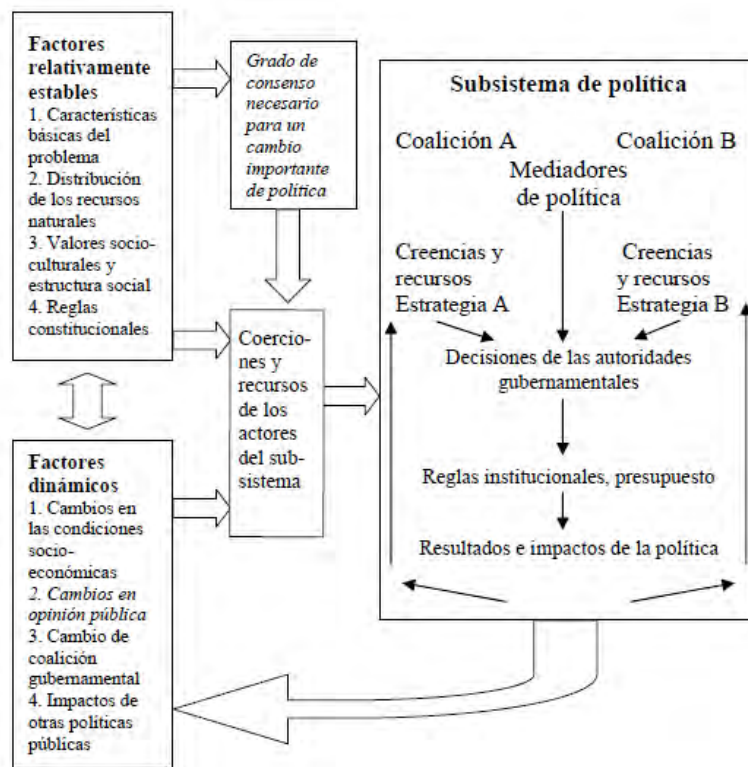 Factores
relativamente
estables
1. Características
básicas del
problema
2. Distribución
de los recursos
naturales
3. Valores socio-
culturales y
estructura social
4. Reglas
constitucionales
Grado de
consenso
necesario
para un
cambio
importante
de política
Coercio-
nes y
recursos
de los
actores
del sub-
sistema
Factores
dinámicos
1. Cambios en
las condiciones
socio-
económicas
2. Cambios en
opinión pública
3. Cambio de
coalición
gubernamental
4. Impactos de
otras políticas
públicas
Subsistema de política
Coalición A
Coalición B
Mediadores
de política
Creencias y
recursos
Estrategia A
Creencias
y recursos
Estrategia B
Decisiones de las autoridades
gubernamentales
Reglas institucionales, presupuesto
Resultados e impactos de la política